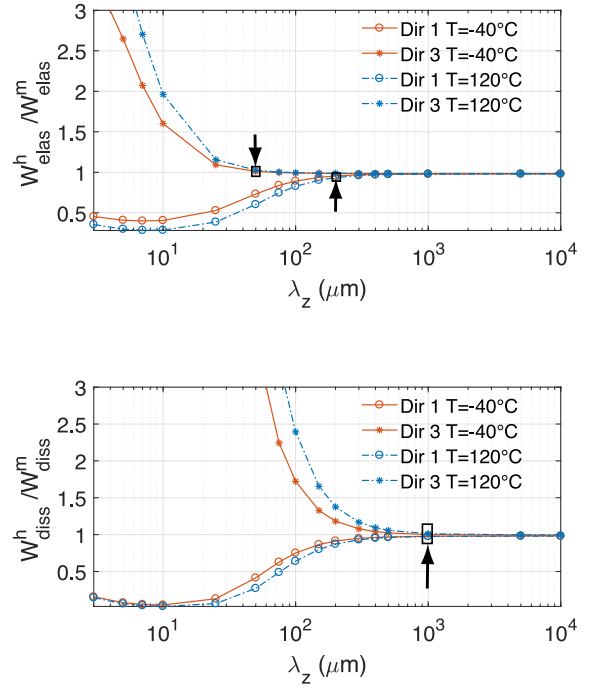 3
2.5
2
1.5
1
0.5
W^h_elas / W^m_elas
Dir 1 T=-40°C
Dir 3 T=-40°C
Dir 1 T=120°C
Dir 3 T=120°C
10^1 10^2 10^3 10^4
λ_z (μm)
3
2.5
2
1.5
1
0.5
W^h_diss / W^m_diss
Dir 1 T=-40°C
Dir 3 T=-40°C
Dir 1 T=120°C
Dir 3 T=120°C
10^1 10^2 10^3 10^4
λ_z (μm)